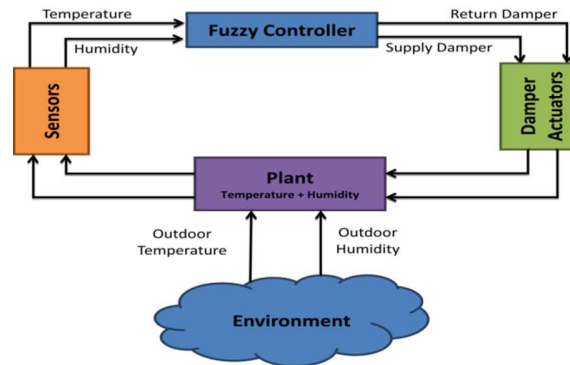 Temperature
Humidity
Fuzzy Controller
Return Damper
Supply Damper
Sensors
Damper
Actuators
Plant
Temperature + Humidity
Outdoor
Temperature
Outdoor
Humidity
Environment